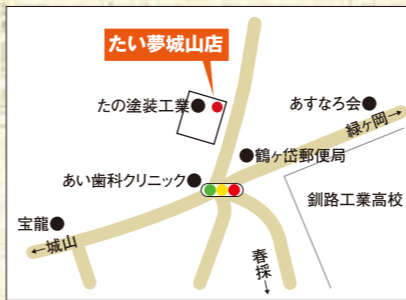 たい夢城山店
たの塗装工業
あすなろ会
緑ヶ岡→
鶴ヶ岱郵便局
あい歯科クリニック
釧路工業高校
宝龍
←城山
春採→